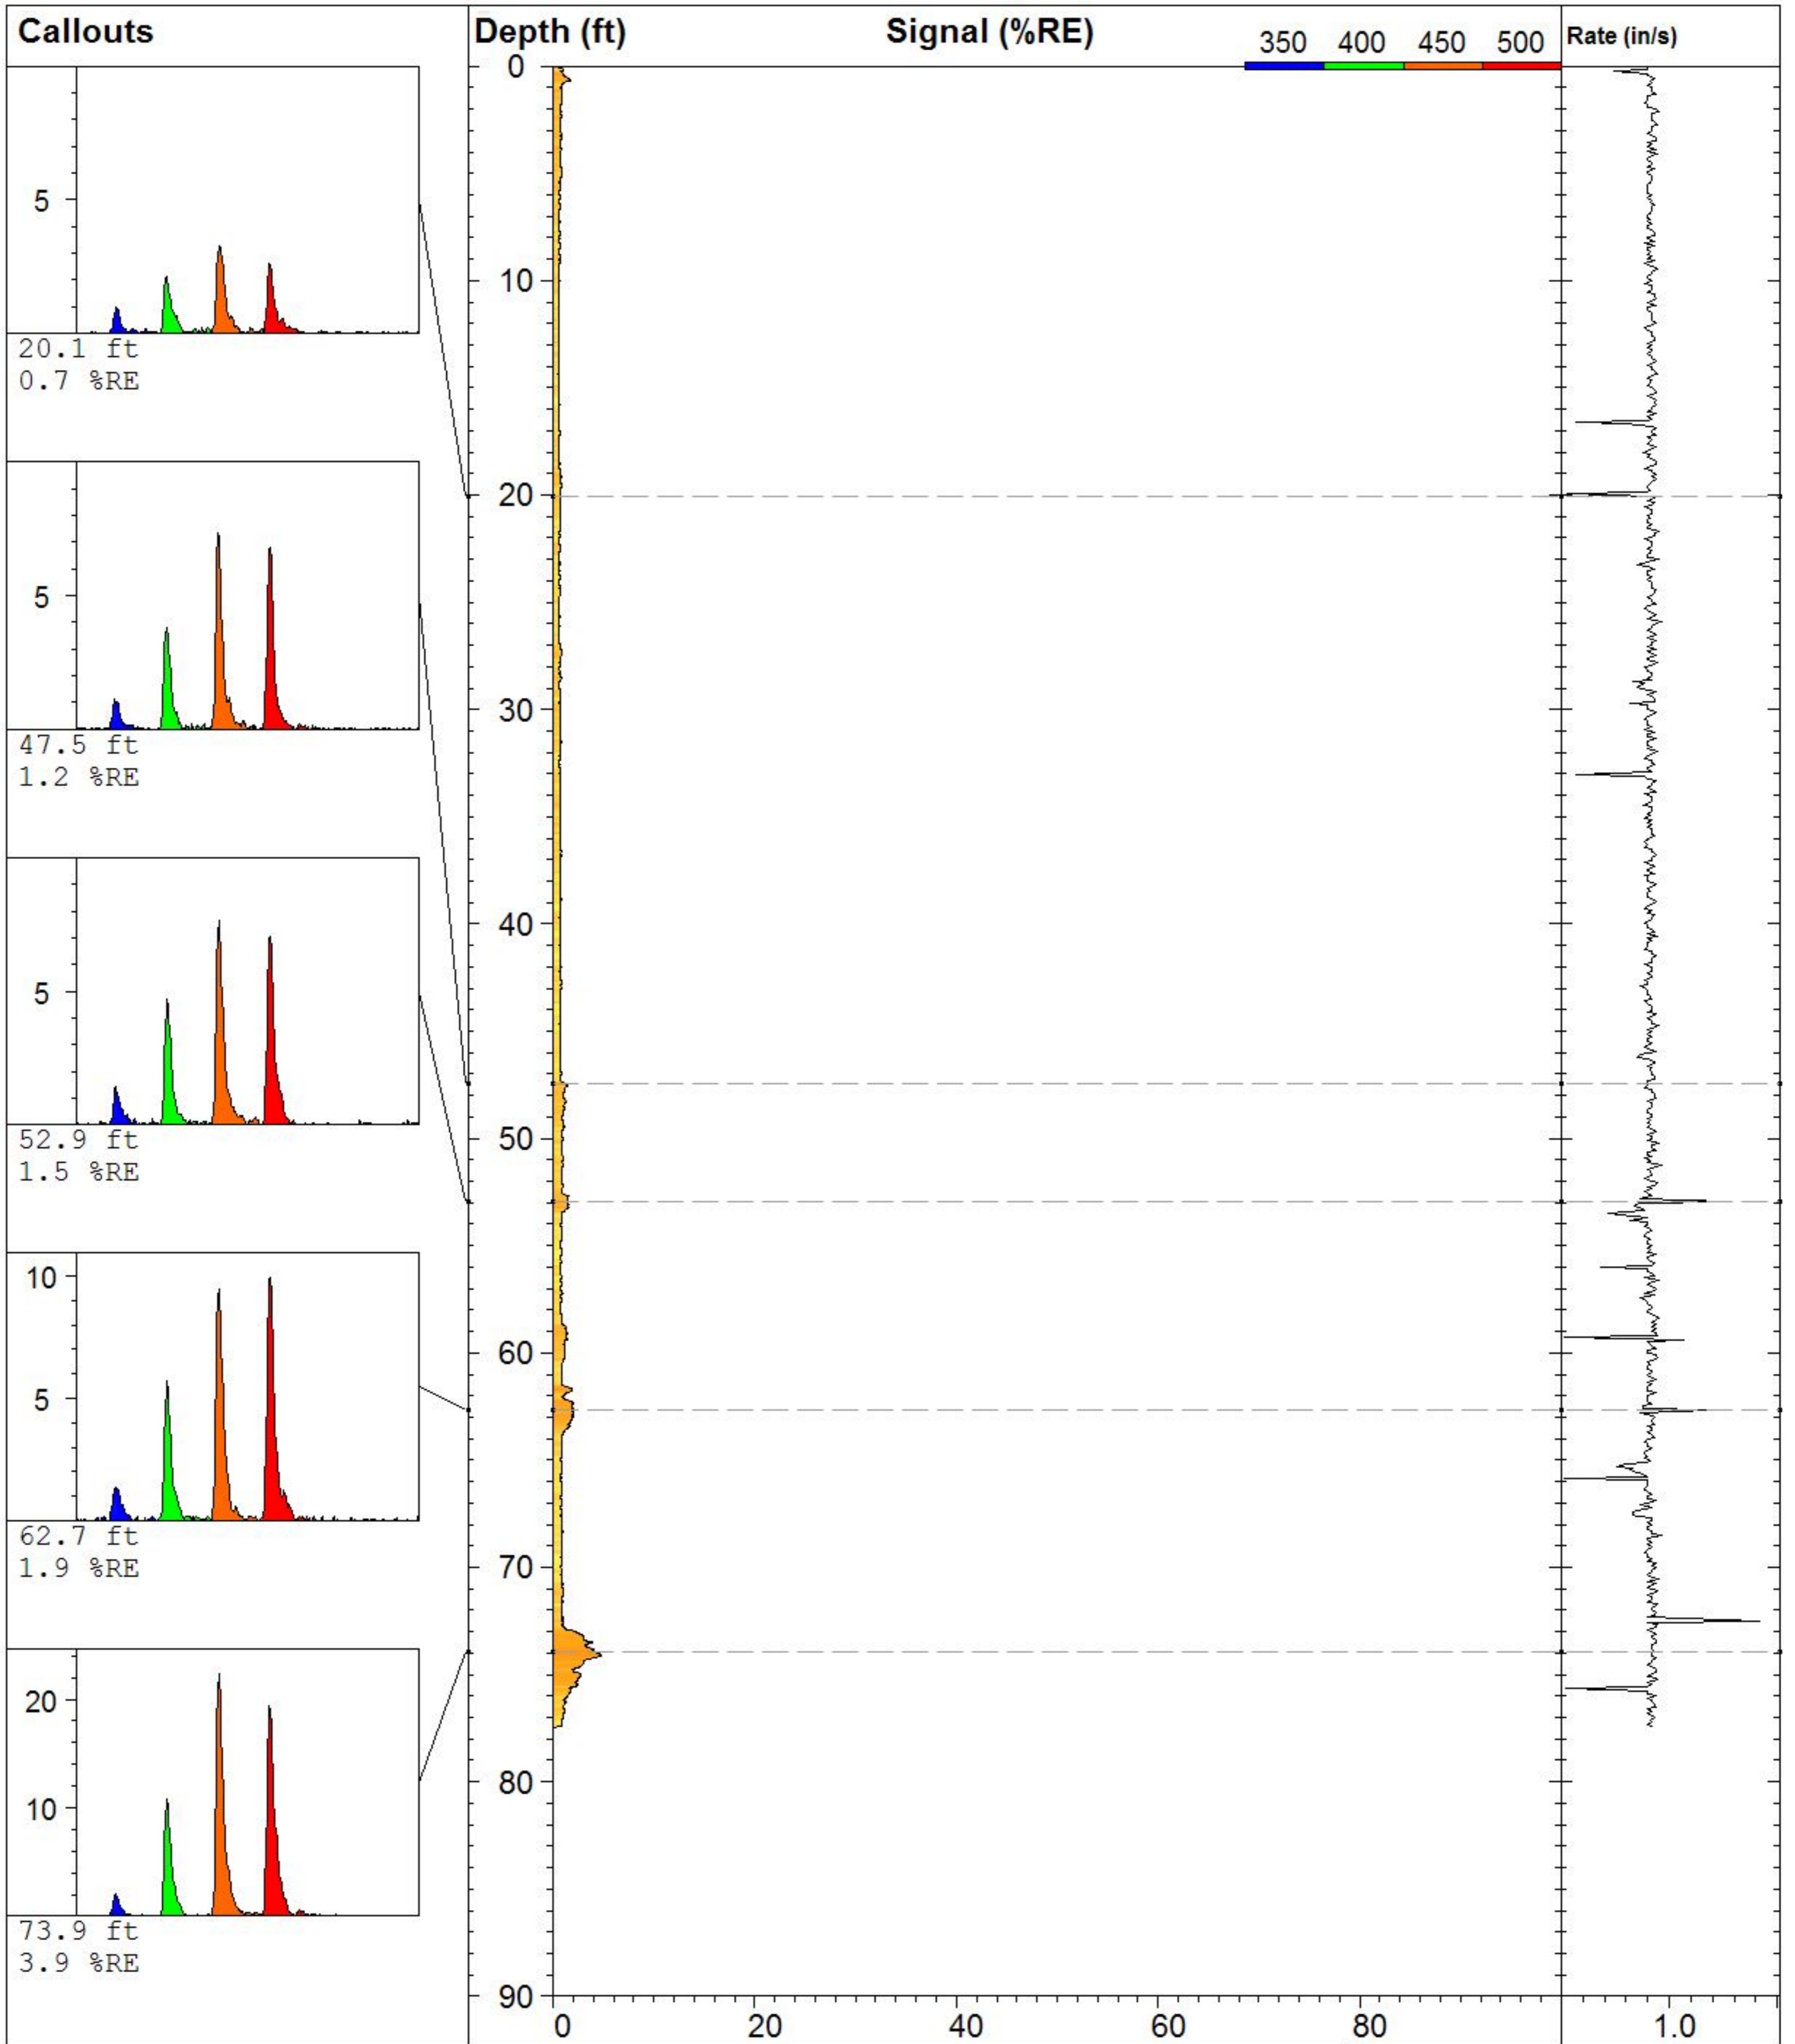 Callouts
Depth (ft)
Signal (%RE)
350 400 450 500
Rate (in/s)
5
20.1 ft
0.7 %RE
5
47.5 ft
1.2 %RE
5
52.9 ft
1.5 %RE
10
5
62.7 ft
1.9 %RE
20
10
73.9 ft
3.9 %RE
0
10
20
30
40
50
60
70
80
90
0 20 40 60 80
1.0